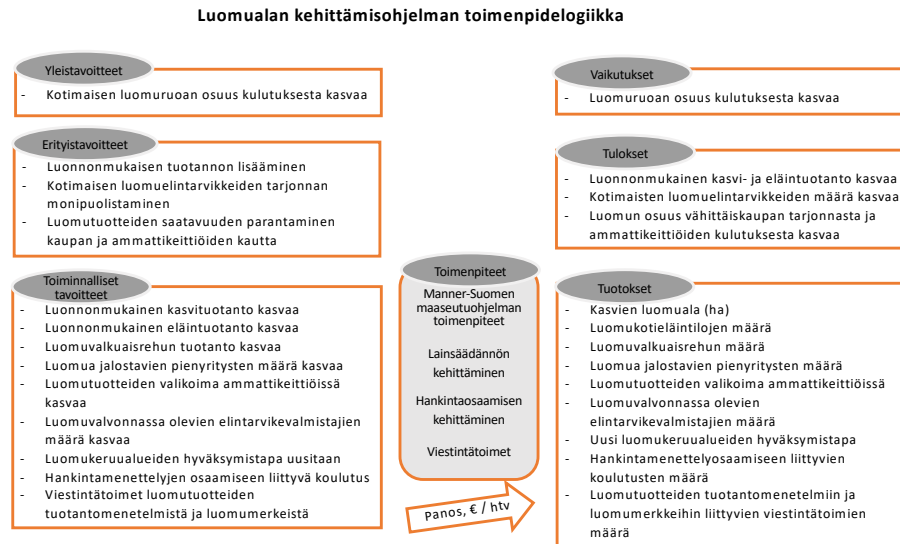 Luomualan kehittämisohjelman toimenpidelogiikka
Yleistavoitteet
- Kotimaisen luomuruoan osuus kulutuksesta kasvaa
Erityistavoitteet
- Luonnonmukaisen tuotannon lisääminen
- Kotimaisen luomuelintarvikkeiden tarjonnan
monipuolistaminen
- Luomutuotteiden saatavuuden parantaminen
kaupan ja ammattikeittiöiden kautta
Toiminnalliset
tavoitteet
- Luonnonmukainen kasvituotanto kasvaa
- Luonnonmukainen eläintuotanto kasvaa
- Luomuvalkuaisrehun tuotanto kasvaa
- Luomua jalostavien pienyritysten määrä kasvaa
- Luomutuotteiden valikoima ammattikeittiöissä
kasvaa
- Luomuvalvonnassa olevien elintarvikevalmistajien
määrä kasvaa
- Luomukeruualueiden hyväksymistapa uusitaan
- Hankintamenettelyjen osaamiseen liittyvä koulutus
- Viestintätoimet luomutuotteiden
tuotantomenetelmistä ja luomumerkeistä
Toimenpiteet
Manner-Suomen
maaseutuohjelman
toimenpiteet
Lainsäädännön
kehittäminen
Hankintaosaamisen
kehittäminen
Viestintätoimet
Panos, € / htv
Vaikutukset
- Luomuruoan osuus kulutuksesta kasvaa
Tulokset
- Luonnonmukainen kasvi- ja eläintuotanto kasvaa
- Kotimaisten luomuelintarvikkeiden määrä kasvaa
- Luomun osuus vähittäiskaupan tarjonnasta ja
ammattikeittiöiden kulutuksesta kasvaa
Tuotokset
- Kasvien luomuala (ha)
- Luomukotieläintilojen määrä
- Luomuvalkuaisrehun määrä
- Luomua jalostavien pienyritysten määrä
- Luomutuotteiden valikoima ammattikeittiöissä
- Luomuvalvonnassa olevien
elintarvikevalmistajien määrä
- Uusi luomukeruualueiden hyväksymistapa
- Hankintamenettelyosaamiseen liittyvien
koulutusten määrä
- Luomutuotteiden tuotantomenetelmiin ja
luomumerkkeihin liittyvien viestintätoimien
määrä